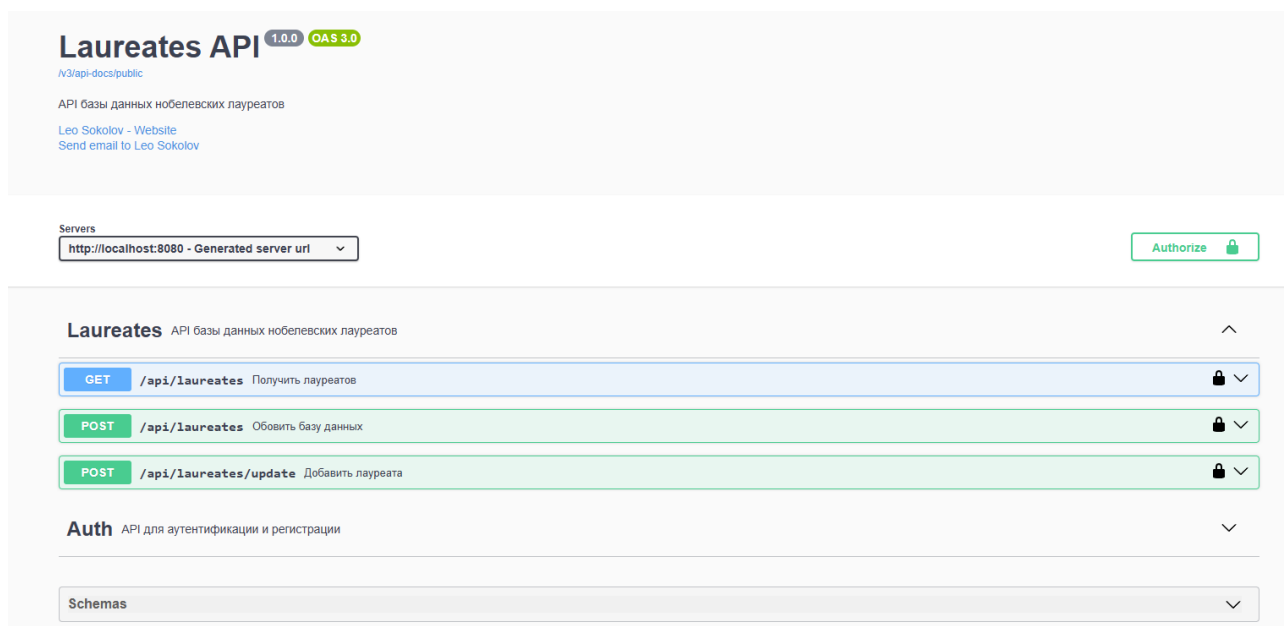 Laureates API 1.0.0 OAS 3.0
/v3/api-docs/public
API базы данных нобелевских лауреатов
Leo Sokolov - Website
Send email to Leo Sokolov
Servers
http://localhost:8080 - Generated server url
Authorize
Laureates API базы данных нобелевских лауреатов
GET /api/laureates Получить лауреатов
POST /api/laureates Обовить базу данных
POST /api/laureates/update Добавить лауреата
Auth API для аутентификации и регистрации
Schemas